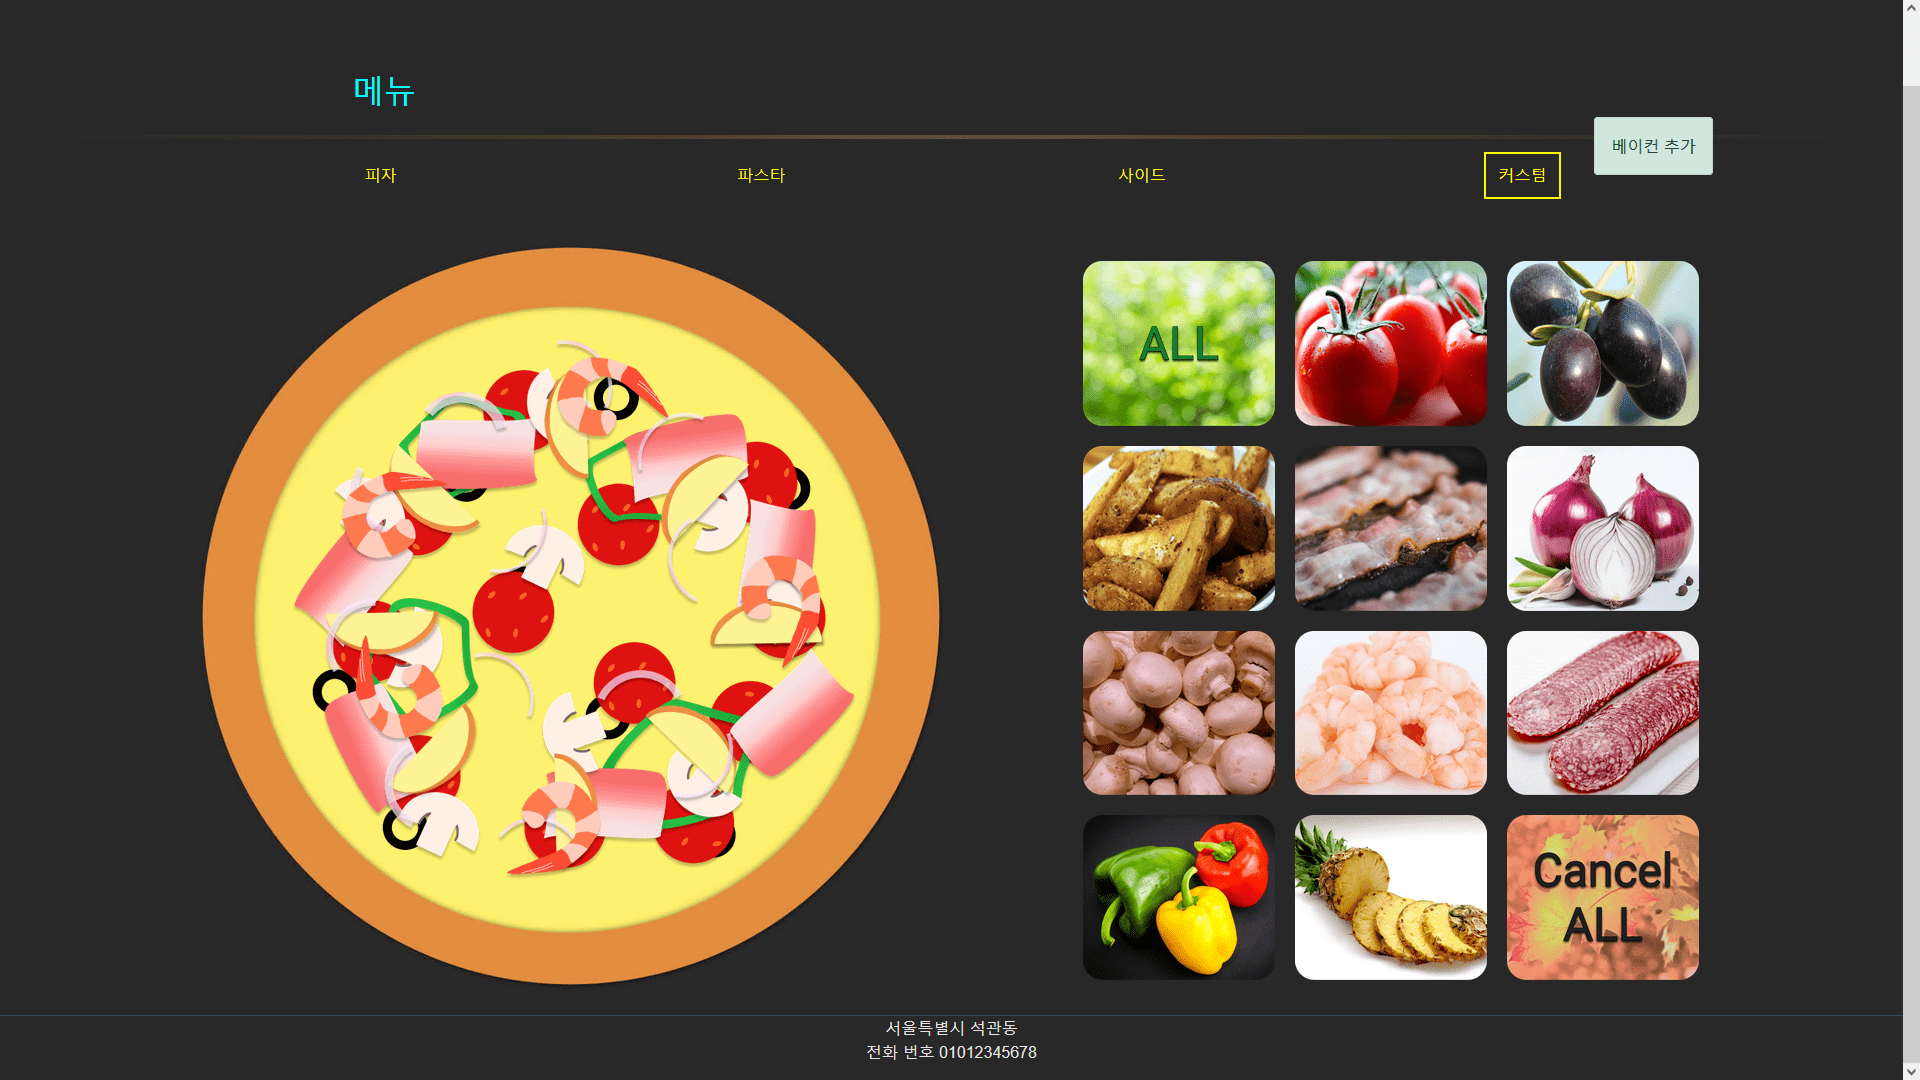 메뉴
베이컨 추가
피자
파스타
사이드
커스텀
ALL
Cancel
ALL
서울특별시 석관동
전화 번호 01012345678